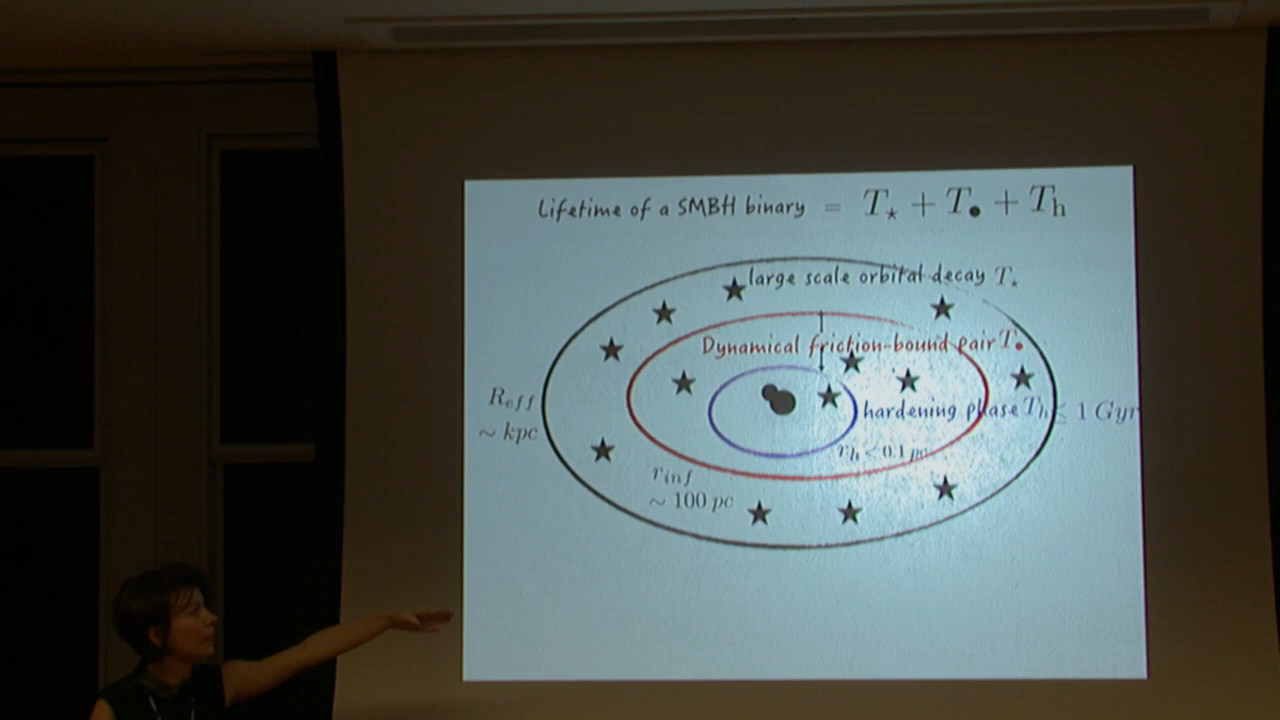 Lifetime of a SMBH binary = T⋆ + T• + Th
large scale orbital decay T⋆
Dynamical friction-bound pair T•
Reff
~ kpc
hardening phase Th ≤ 1 Gyr
rh < 0.1 pc
rinf
~ 100 pc